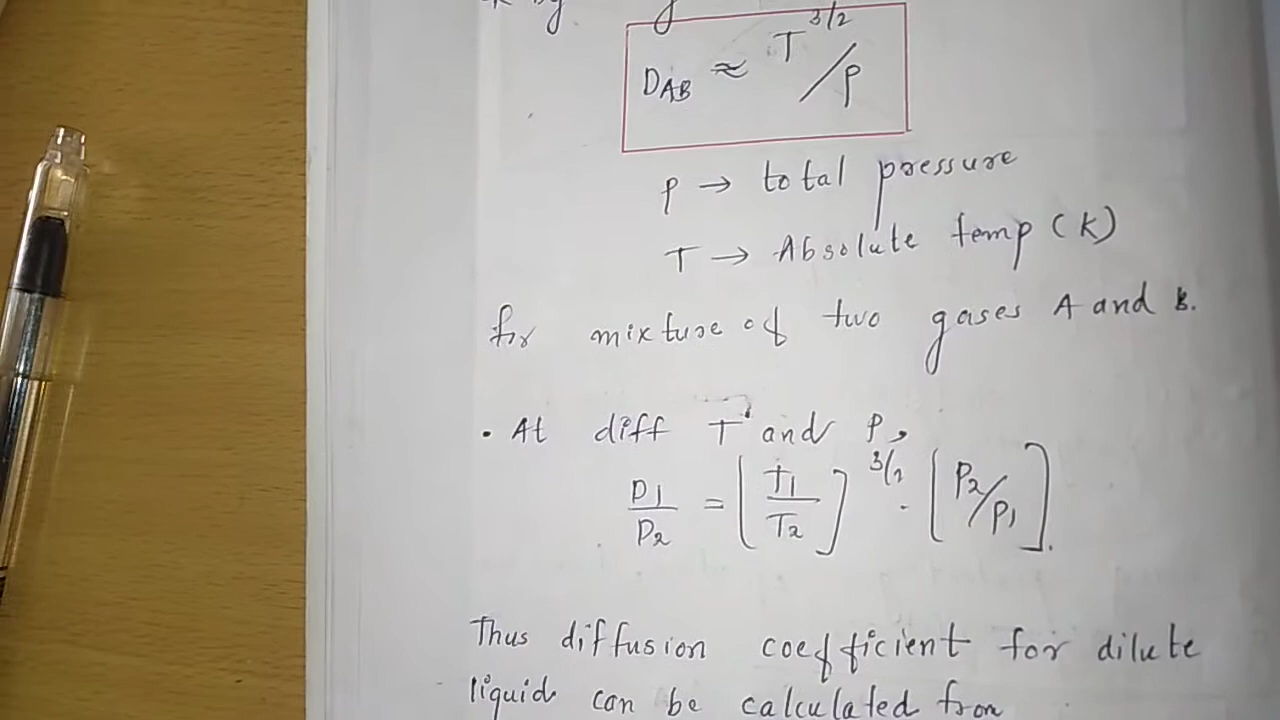 D_AB ≈ T^3/2 / P
P → total pressure
T → Absolute temp (K)
for mixture of two gases A and B.
• At diff T and P,
D1/D2 = [T1/T2]^3/2 . [P2/P1].
Thus diffusion coefficient for dilute
liquid can be calculated from